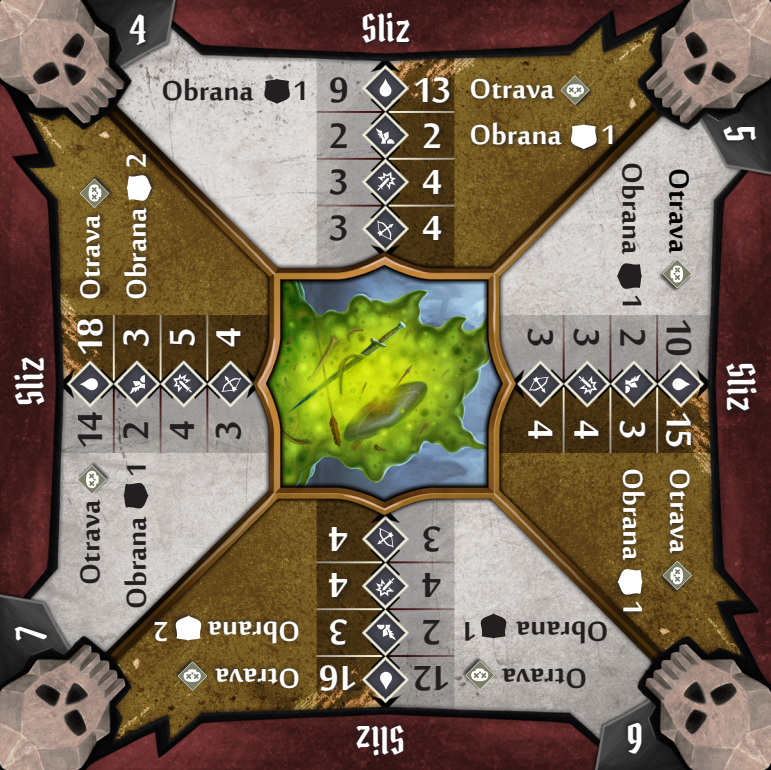 4
Sliz
Obrana 1 9 13 Otrava
2 2 Obrana 1
3 4
3 4
5
Sliz
Otrava 10 15 Otrava
Obrana 1 2 3 Obrana 1
3 4
3 4
6
Sliz
Otrava 12 16 Otrava
Obrana 1 2 3 Obrana 2
4 4
3 4
7
Sliz
Otrava 14 18 Otrava
Obrana 1 2 3 Obrana 2
4 5
3 4